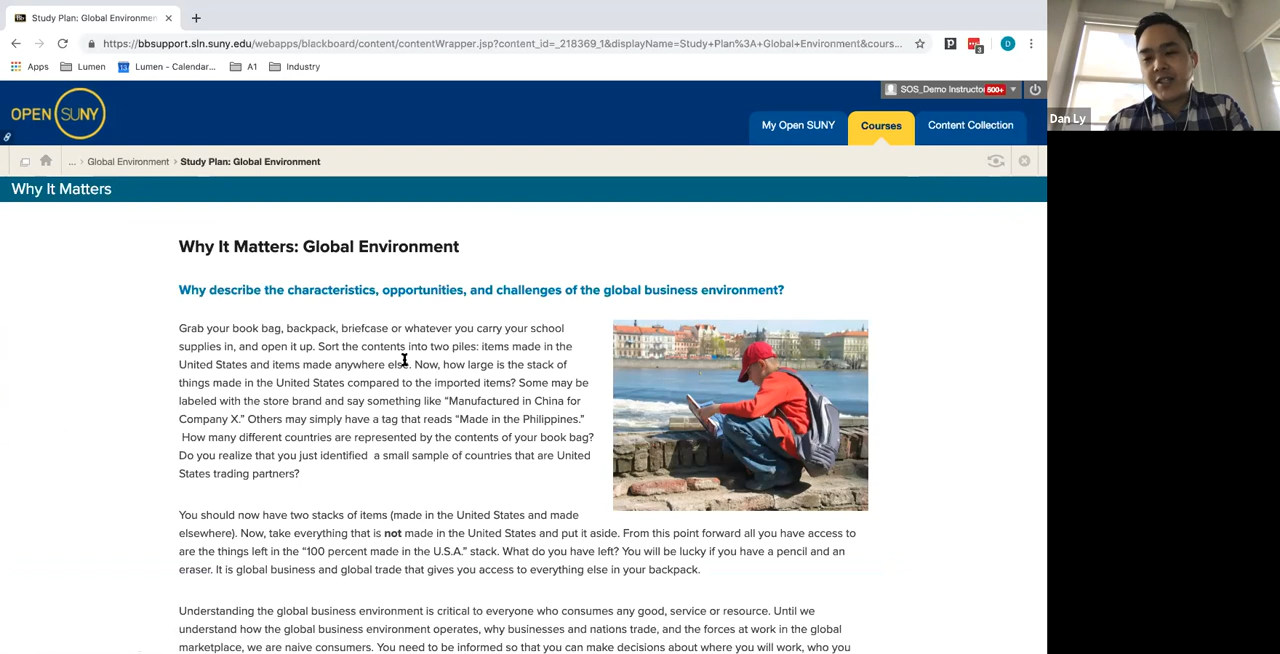 Study Plan: Global Environmen
https://bbsupport.sln.suny.edu/webapps/blackboard/content/contentWrapper.jsp?content_id=_218369_1&displayName=Study+Plan%3A+Global+Environment&cours...
P
3
D
Apps
Lumen
Lumen - Calendar...
A1
Industry
SOS_Demo Instructor
500+
OPEN SUNY
My Open SUNY
Courses
Content Collection
... > Global Environment > Study Plan: Global Environment
Why It Matters
Why It Matters: Global Environment
Why describe the characteristics, opportunities, and challenges of the global business environment?
Grab your book bag, backpack, briefcase or whatever you carry your school
supplies in, and open it up. Sort the contents into two piles: items made in the
United States and items made anywhere else. Now, how large is the stack of
things made in the United States compared to the imported items? Some may be
labeled with the store brand and say something like “Manufactured in China for
Company X.” Others may simply have a tag that reads “Made in the Philippines.”
How many different countries are represented by the contents of your book bag?
Do you realize that you just identified a small sample of countries that are United
States trading partners?
You should now have two stacks of items (made in the United States and made
elsewhere). Now, take everything that is not made in the United States and put it aside. From this point forward all you have access to
are the things left in the “100 percent made in the U.S.A.” stack. What do you have left? You will be lucky if you have a pencil and an
eraser. It is global business and global trade that gives you access to everything else in your backpack.
Understanding the global business environment is critical to everyone who consumes any good, service or resource. Until we
understand how the global business environment operates, why businesses and nations trade, and the forces at work in the global
marketplace, we are naive consumers. You need to be informed so that you can make decisions about where you will work, who you
Dan Ly